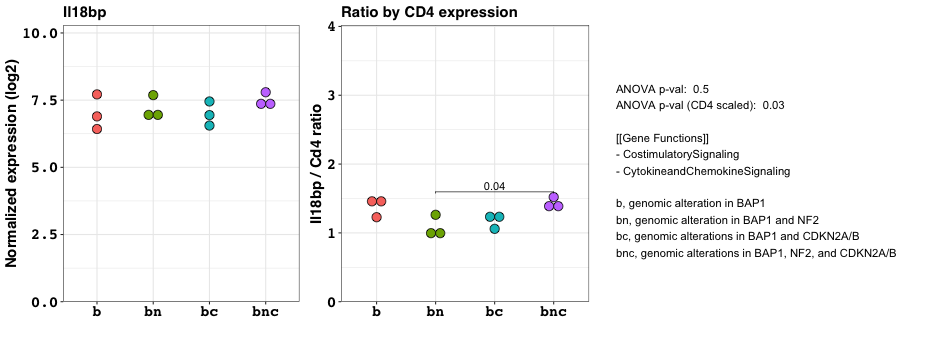 Il18bp
Normalized expression (log2)
10.0
7.5
5.0
2.5
0.0
b bn bc bnc
Ratio by CD4 expression
Il18bp / Cd4 ratio
4
3
2
1
0
0.04
b bn bc bnc
ANOVA p-val: 0.5
ANOVA p-val (CD4 scaled): 0.03
[[Gene Functions]]
- CostimulatorySignaling
- CytokineandChemokineSignaling
b, genomic alteration in BAP1
bn, genomic alteration in BAP1 and NF2
bc, genomic alterations in BAP1 and CDKN2A/B
bnc, genomic alterations in BAP1, NF2, and CDKN2A/B